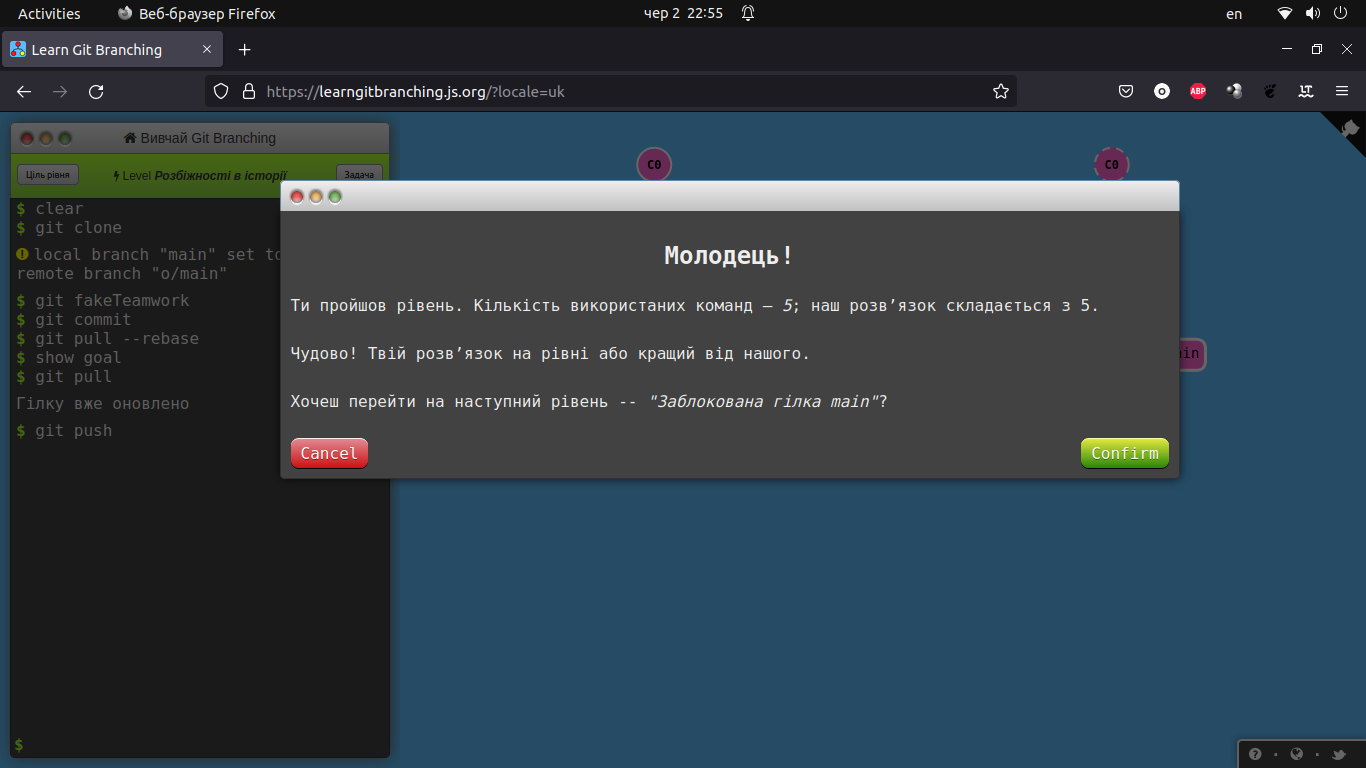 Activities
Веб-браузер Firefox
чер 2 22:55
en
Learn Git Branching
https://learngitbranching.js.org/?locale=uk
ABP
LT
Вивчай Git Branching
Ціль рівня
Level Розбіжності в історії
Задача
$ clear
$ git clone
local branch "main" set to
remote branch "o/main"
$ git fakeTeamwork
$ git commit
$ git pull --rebase
$ show goal
$ git pull
Гілку вже оновлено
$ git push
$
C0
C0
Молодець!
Ти пройшов рівень. Кількість використаних команд — 5; наш розв’язок складається з 5.
Чудово! Твій розв’язок на рівні або кращий від нашого.
Хочеш перейти на наступний рівень -- "Заблокована гілка main"?
Cancel
Confirm